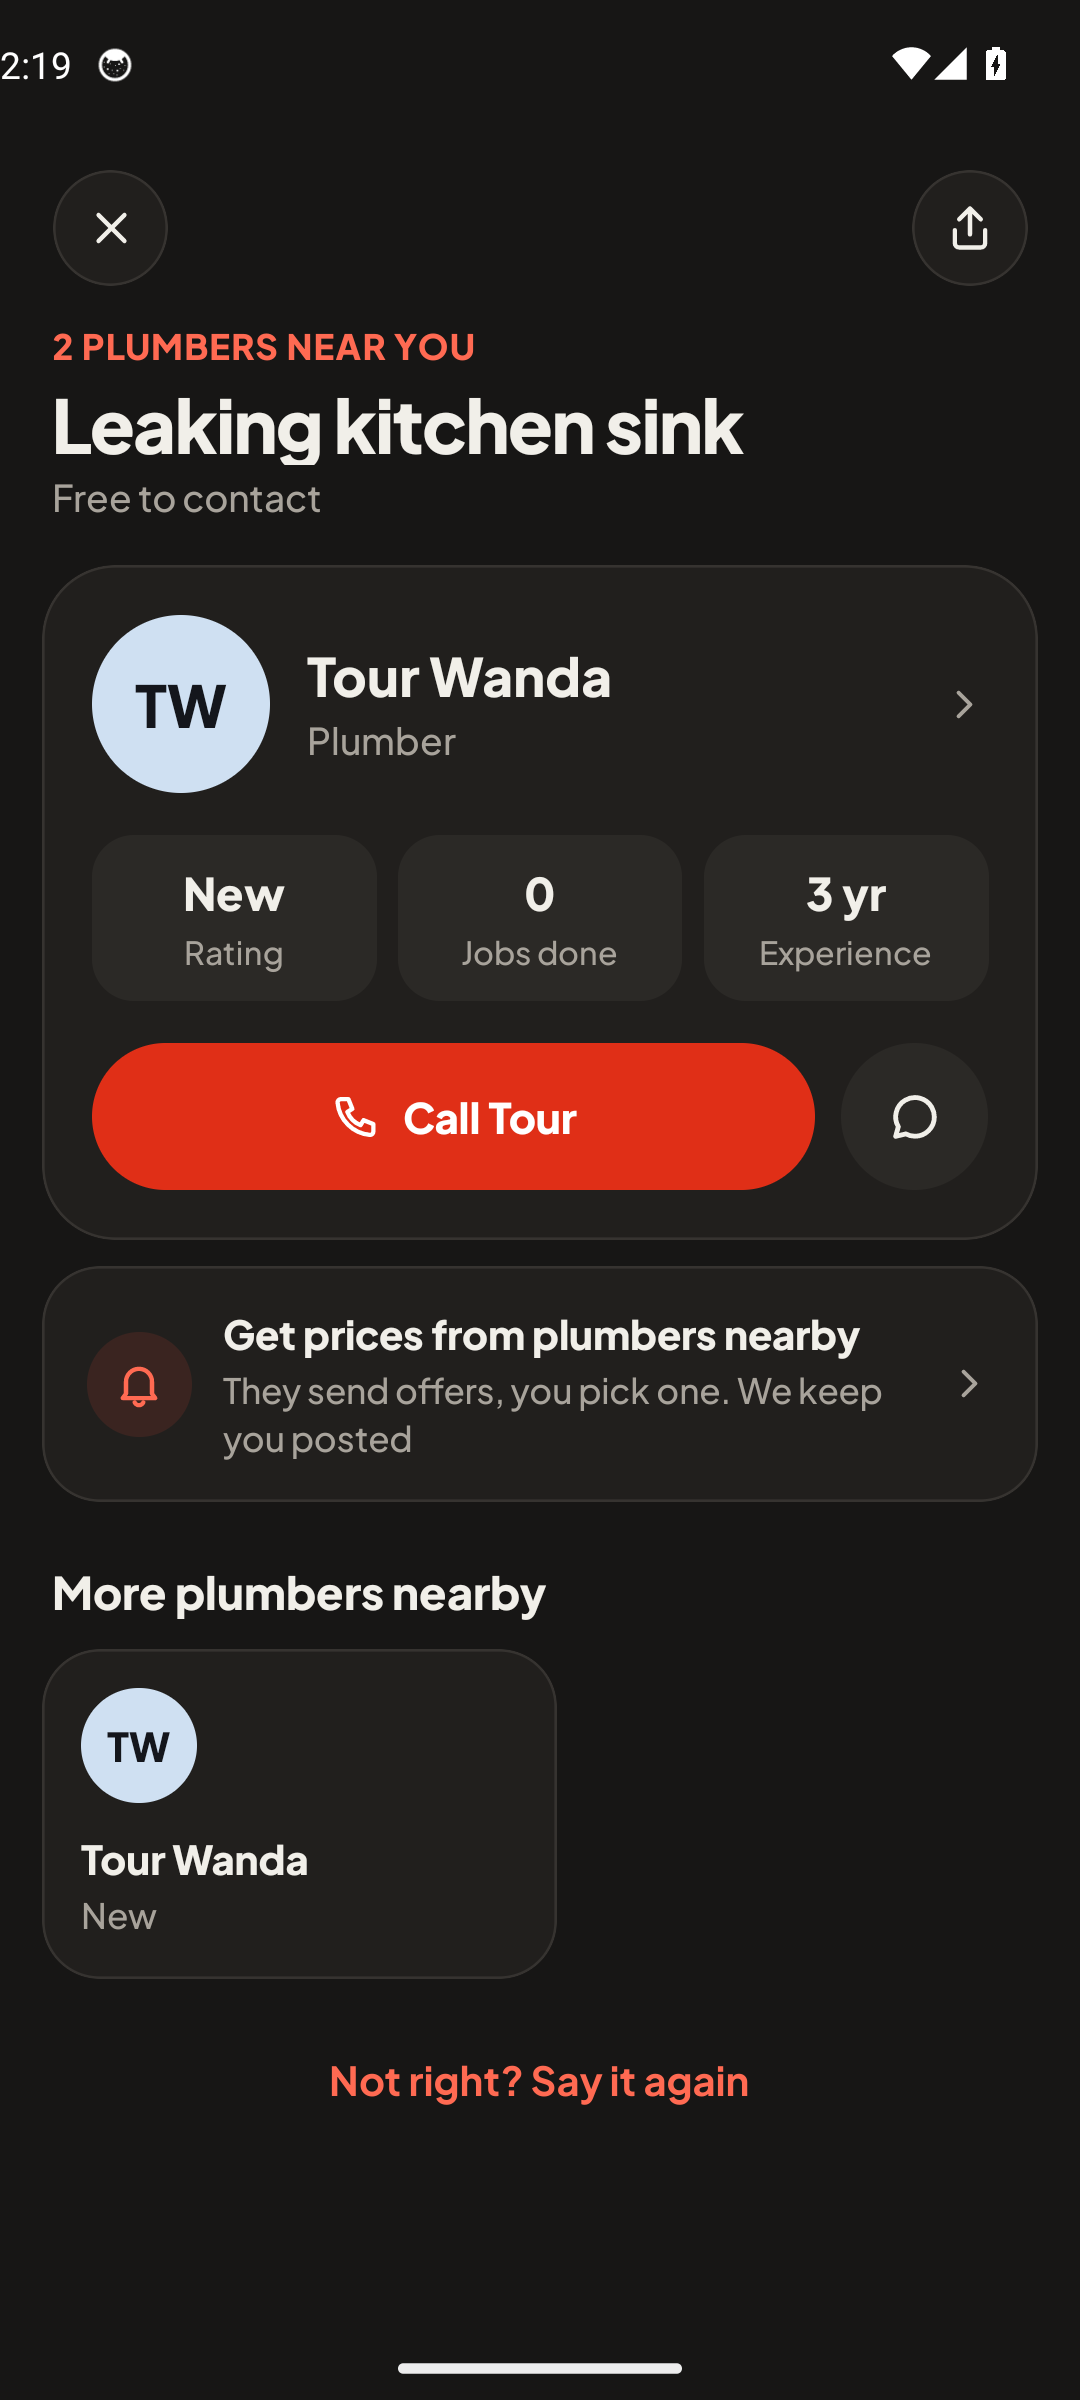 2:19
2 PLUMBERS NEAR YOU
Leaking kitchen sink
Free to contact
TW
Tour Wanda
Plumber
New
Rating
0
Jobs done
3 yr
Experience
Call Tour
Get prices from plumbers nearby
They send offers, you pick one. We keep
you posted
More plumbers nearby
TW
Tour Wanda
New
Not right? Say it again